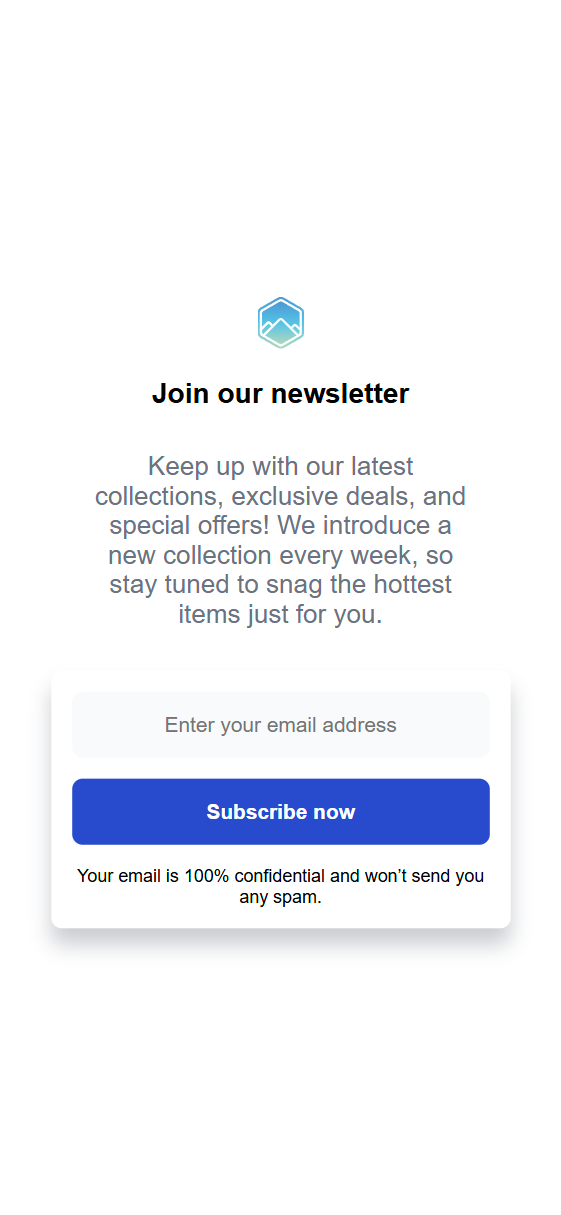 Join our newsletter
Keep up with our latest
collections, exclusive deals, and
special offers! We introduce a
new collection every week, so
stay tuned to snag the hottest
items just for you.
Enter your email address
Subscribe now
Your email is 100% confidential and won’t send you
any spam.